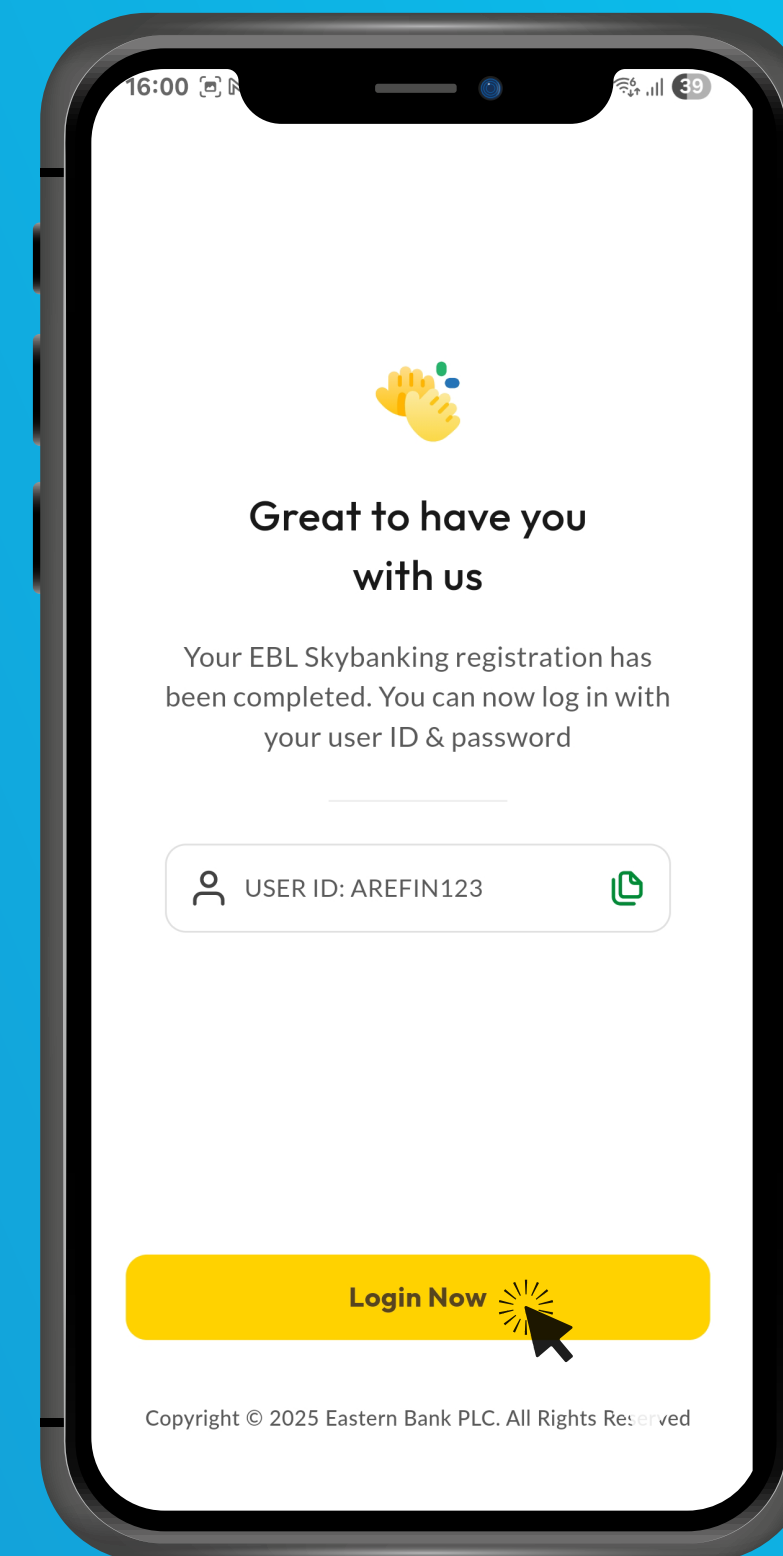 16:00
39
Great to have you
with us
Your EBL Skybanking registration has
been completed. You can now log in with
your user ID & password
USER ID: AREFIN123
Login Now
Copyright © 2025 Eastern Bank PLC. All Rights Reserved